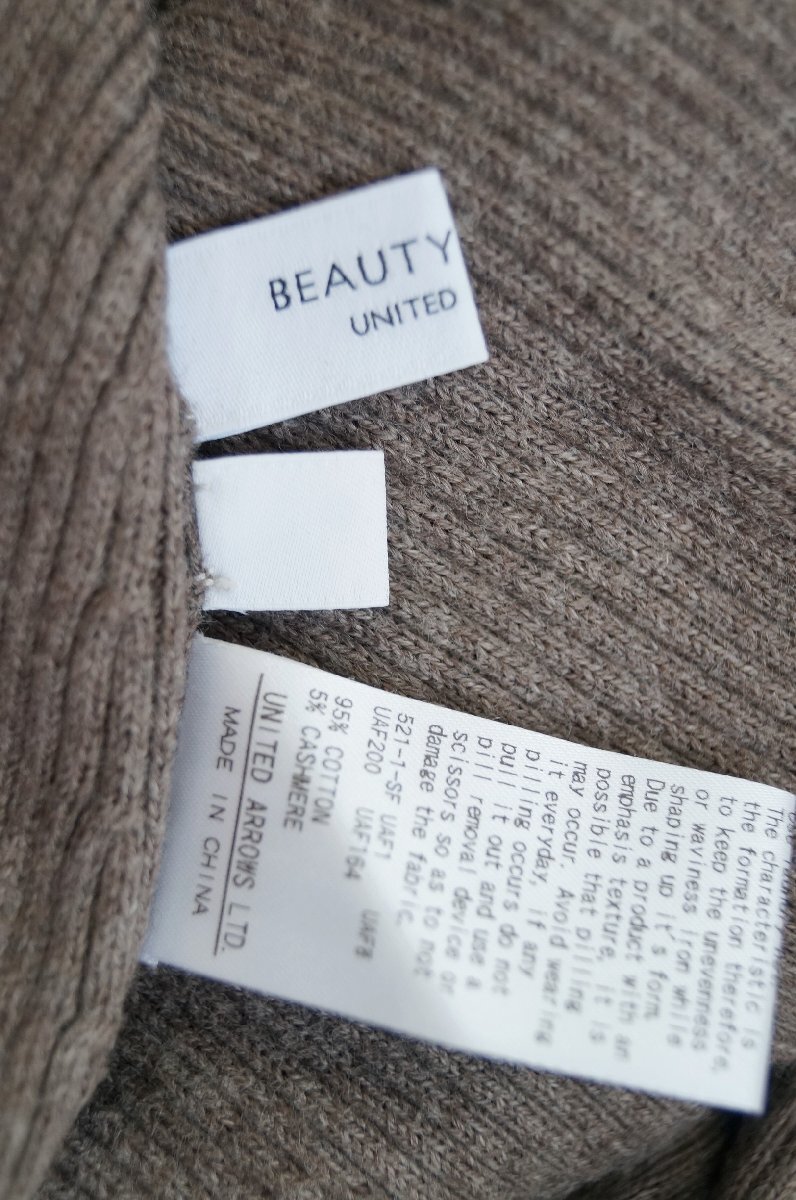 BEAUTY
UNITED
The characteristic is
the formation therefore,
to keep the unevenness
or waviness iron while
shaping up it's form.
Due to a product with an
emphasis texture, it is
possible that pilling
may occur. Avoid wearing
it everyday, if any
pilling occurs do not
pull it out and use a
pill removal device or
scissors so as to not
damage the fabric.
521-1-SF UAF1 UAF8
UAF200 UAF164
95% COTTON
5% CASHMERE
UNITED ARROWS LTD.
MADE IN CHINA